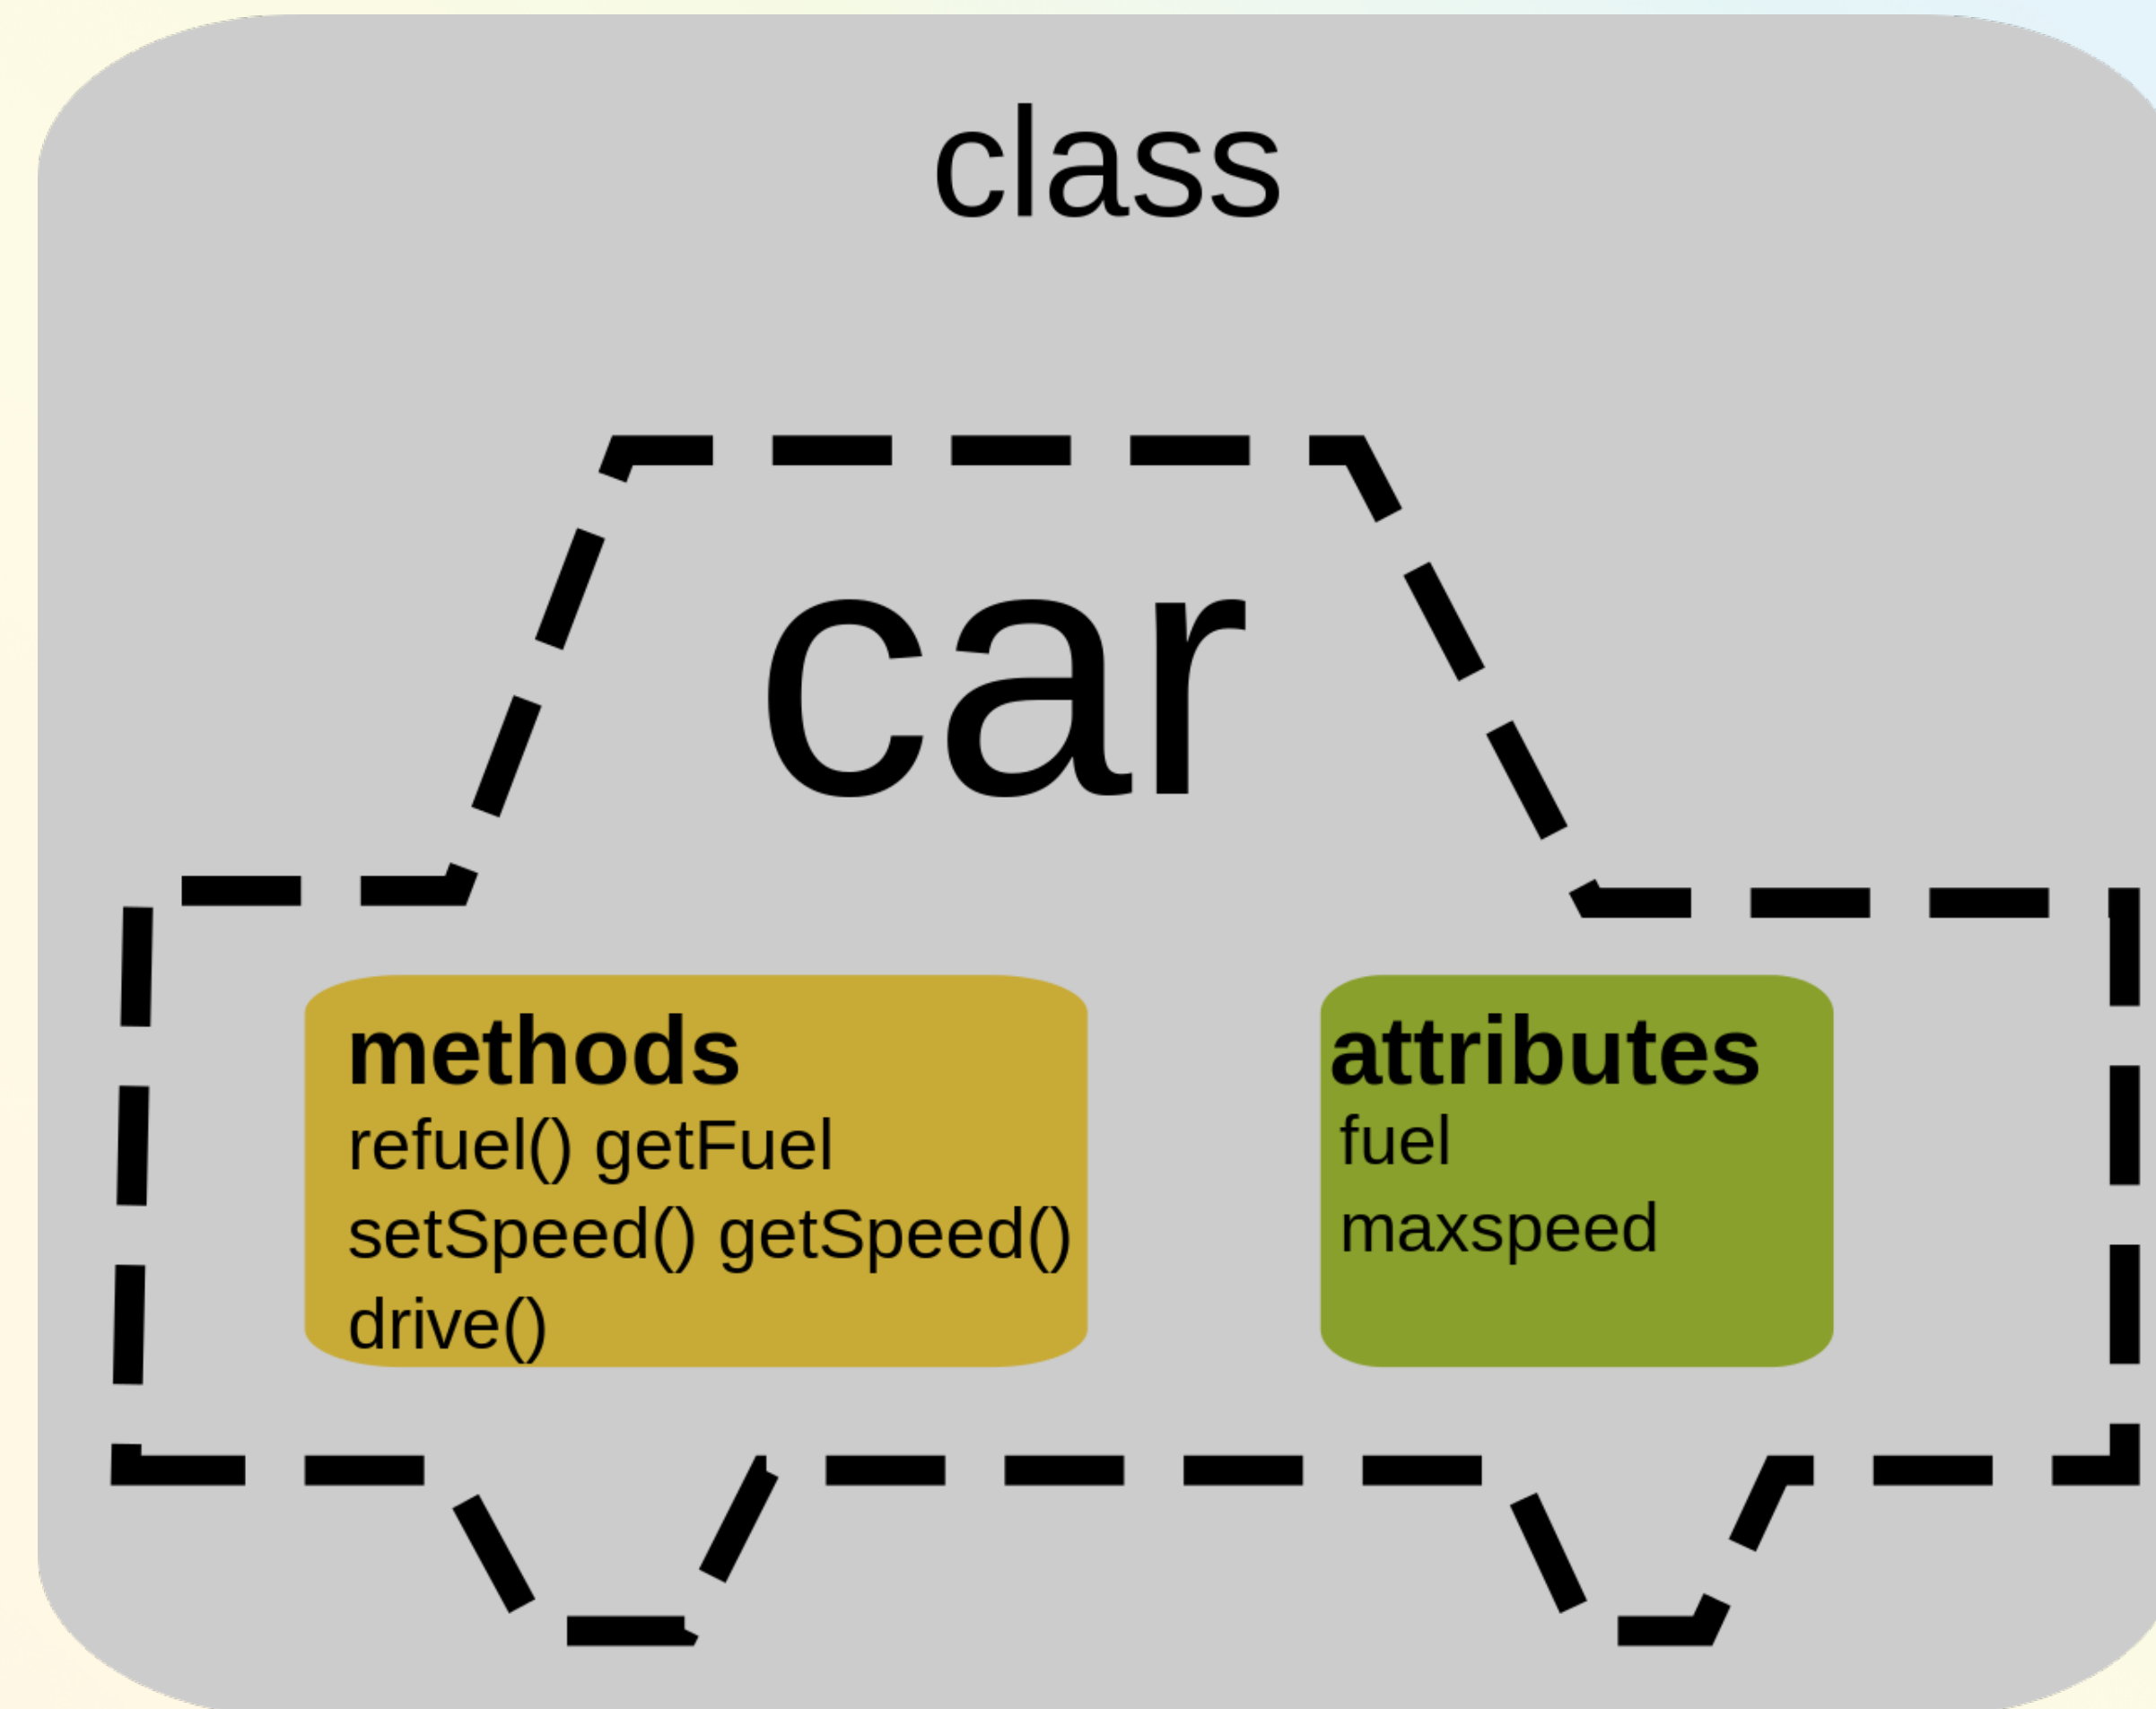 class
car
methods
refuel() getFuel
setSpeed() getSpeed()
drive()
attributes
fuel
maxspeed